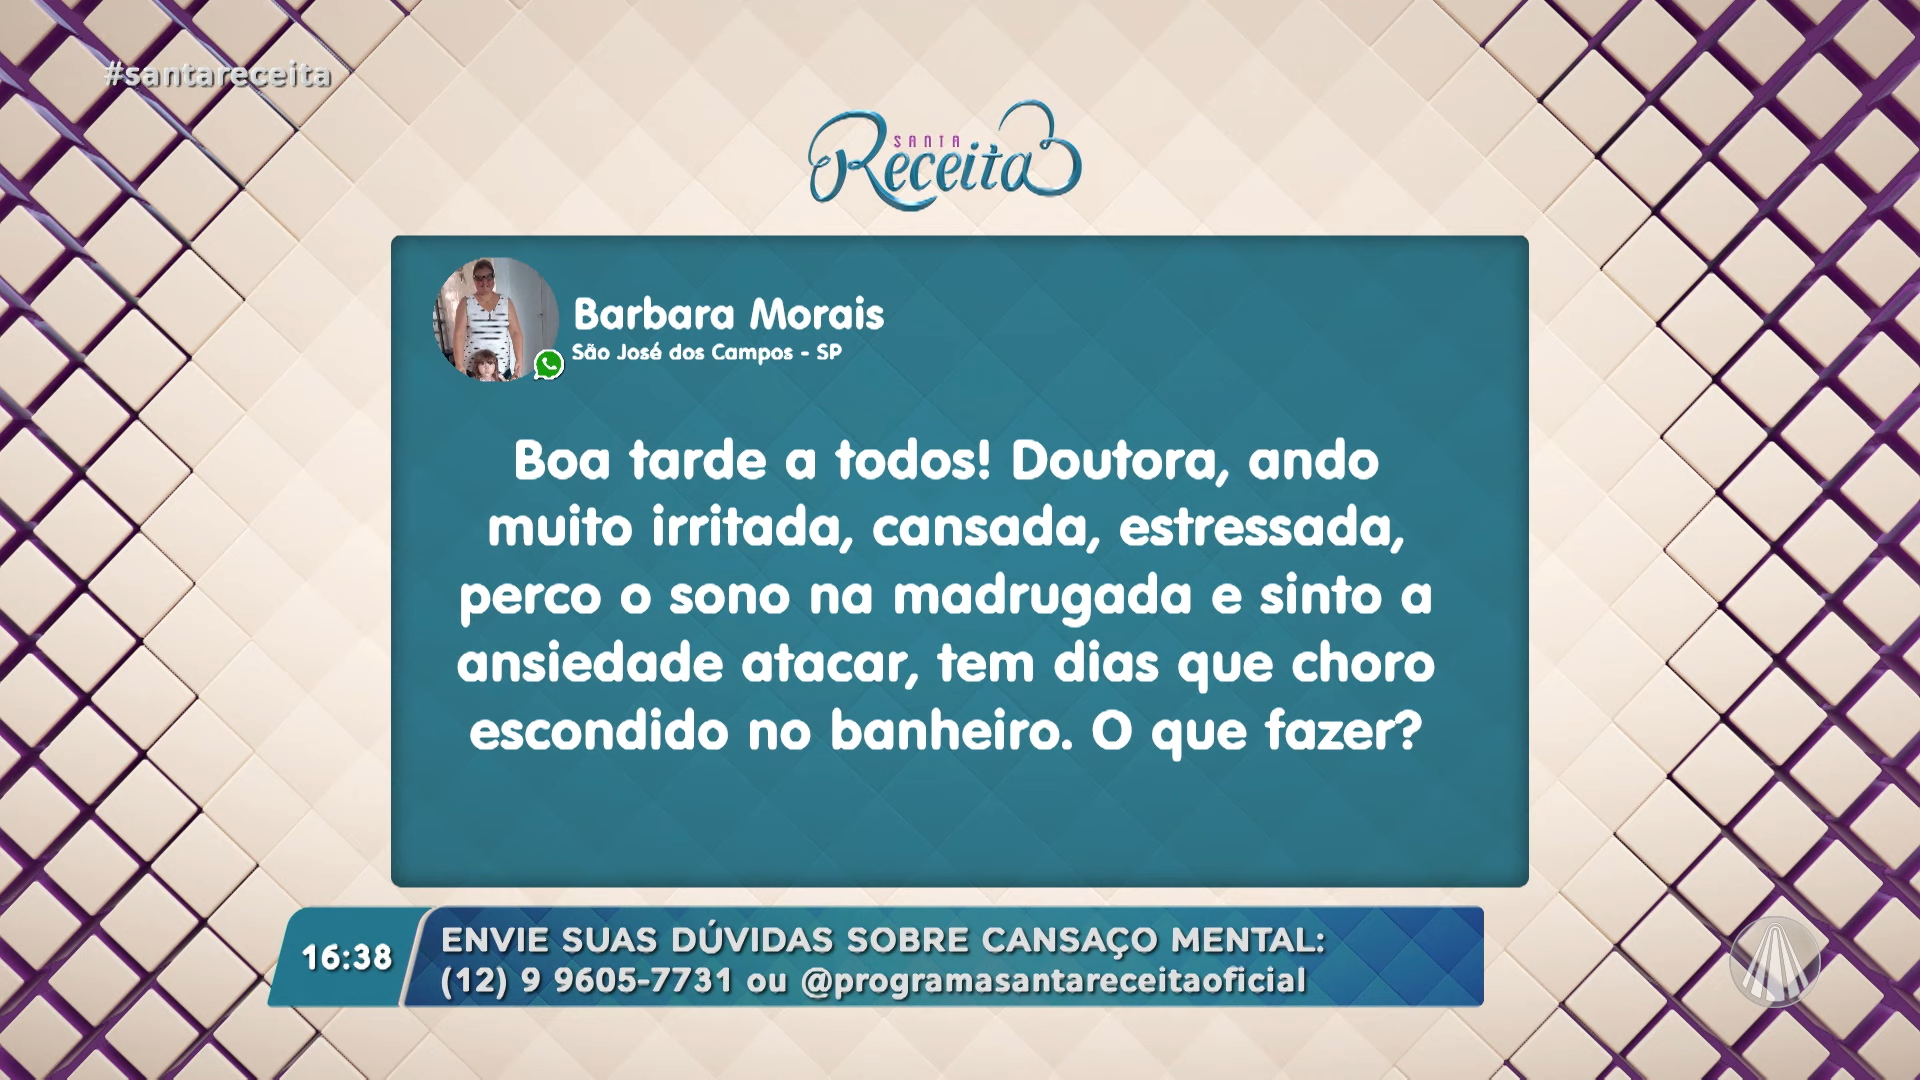 #santareceita
SANTA
Receita
Barbara Morais
São José dos Campos - SP
Boa tarde a todos! Doutora, ando
muito irritada, cansada, estressada,
perco o sono na madrugada e sinto a
ansiedade atacar, tem dias que choro
escondido no banheiro. O que fazer?
16:38
ENVIE SUAS DÚVIDAS SOBRE CANSAÇO MENTAL:
(12) 9 9605-7731 ou @programasantareceitaoficial